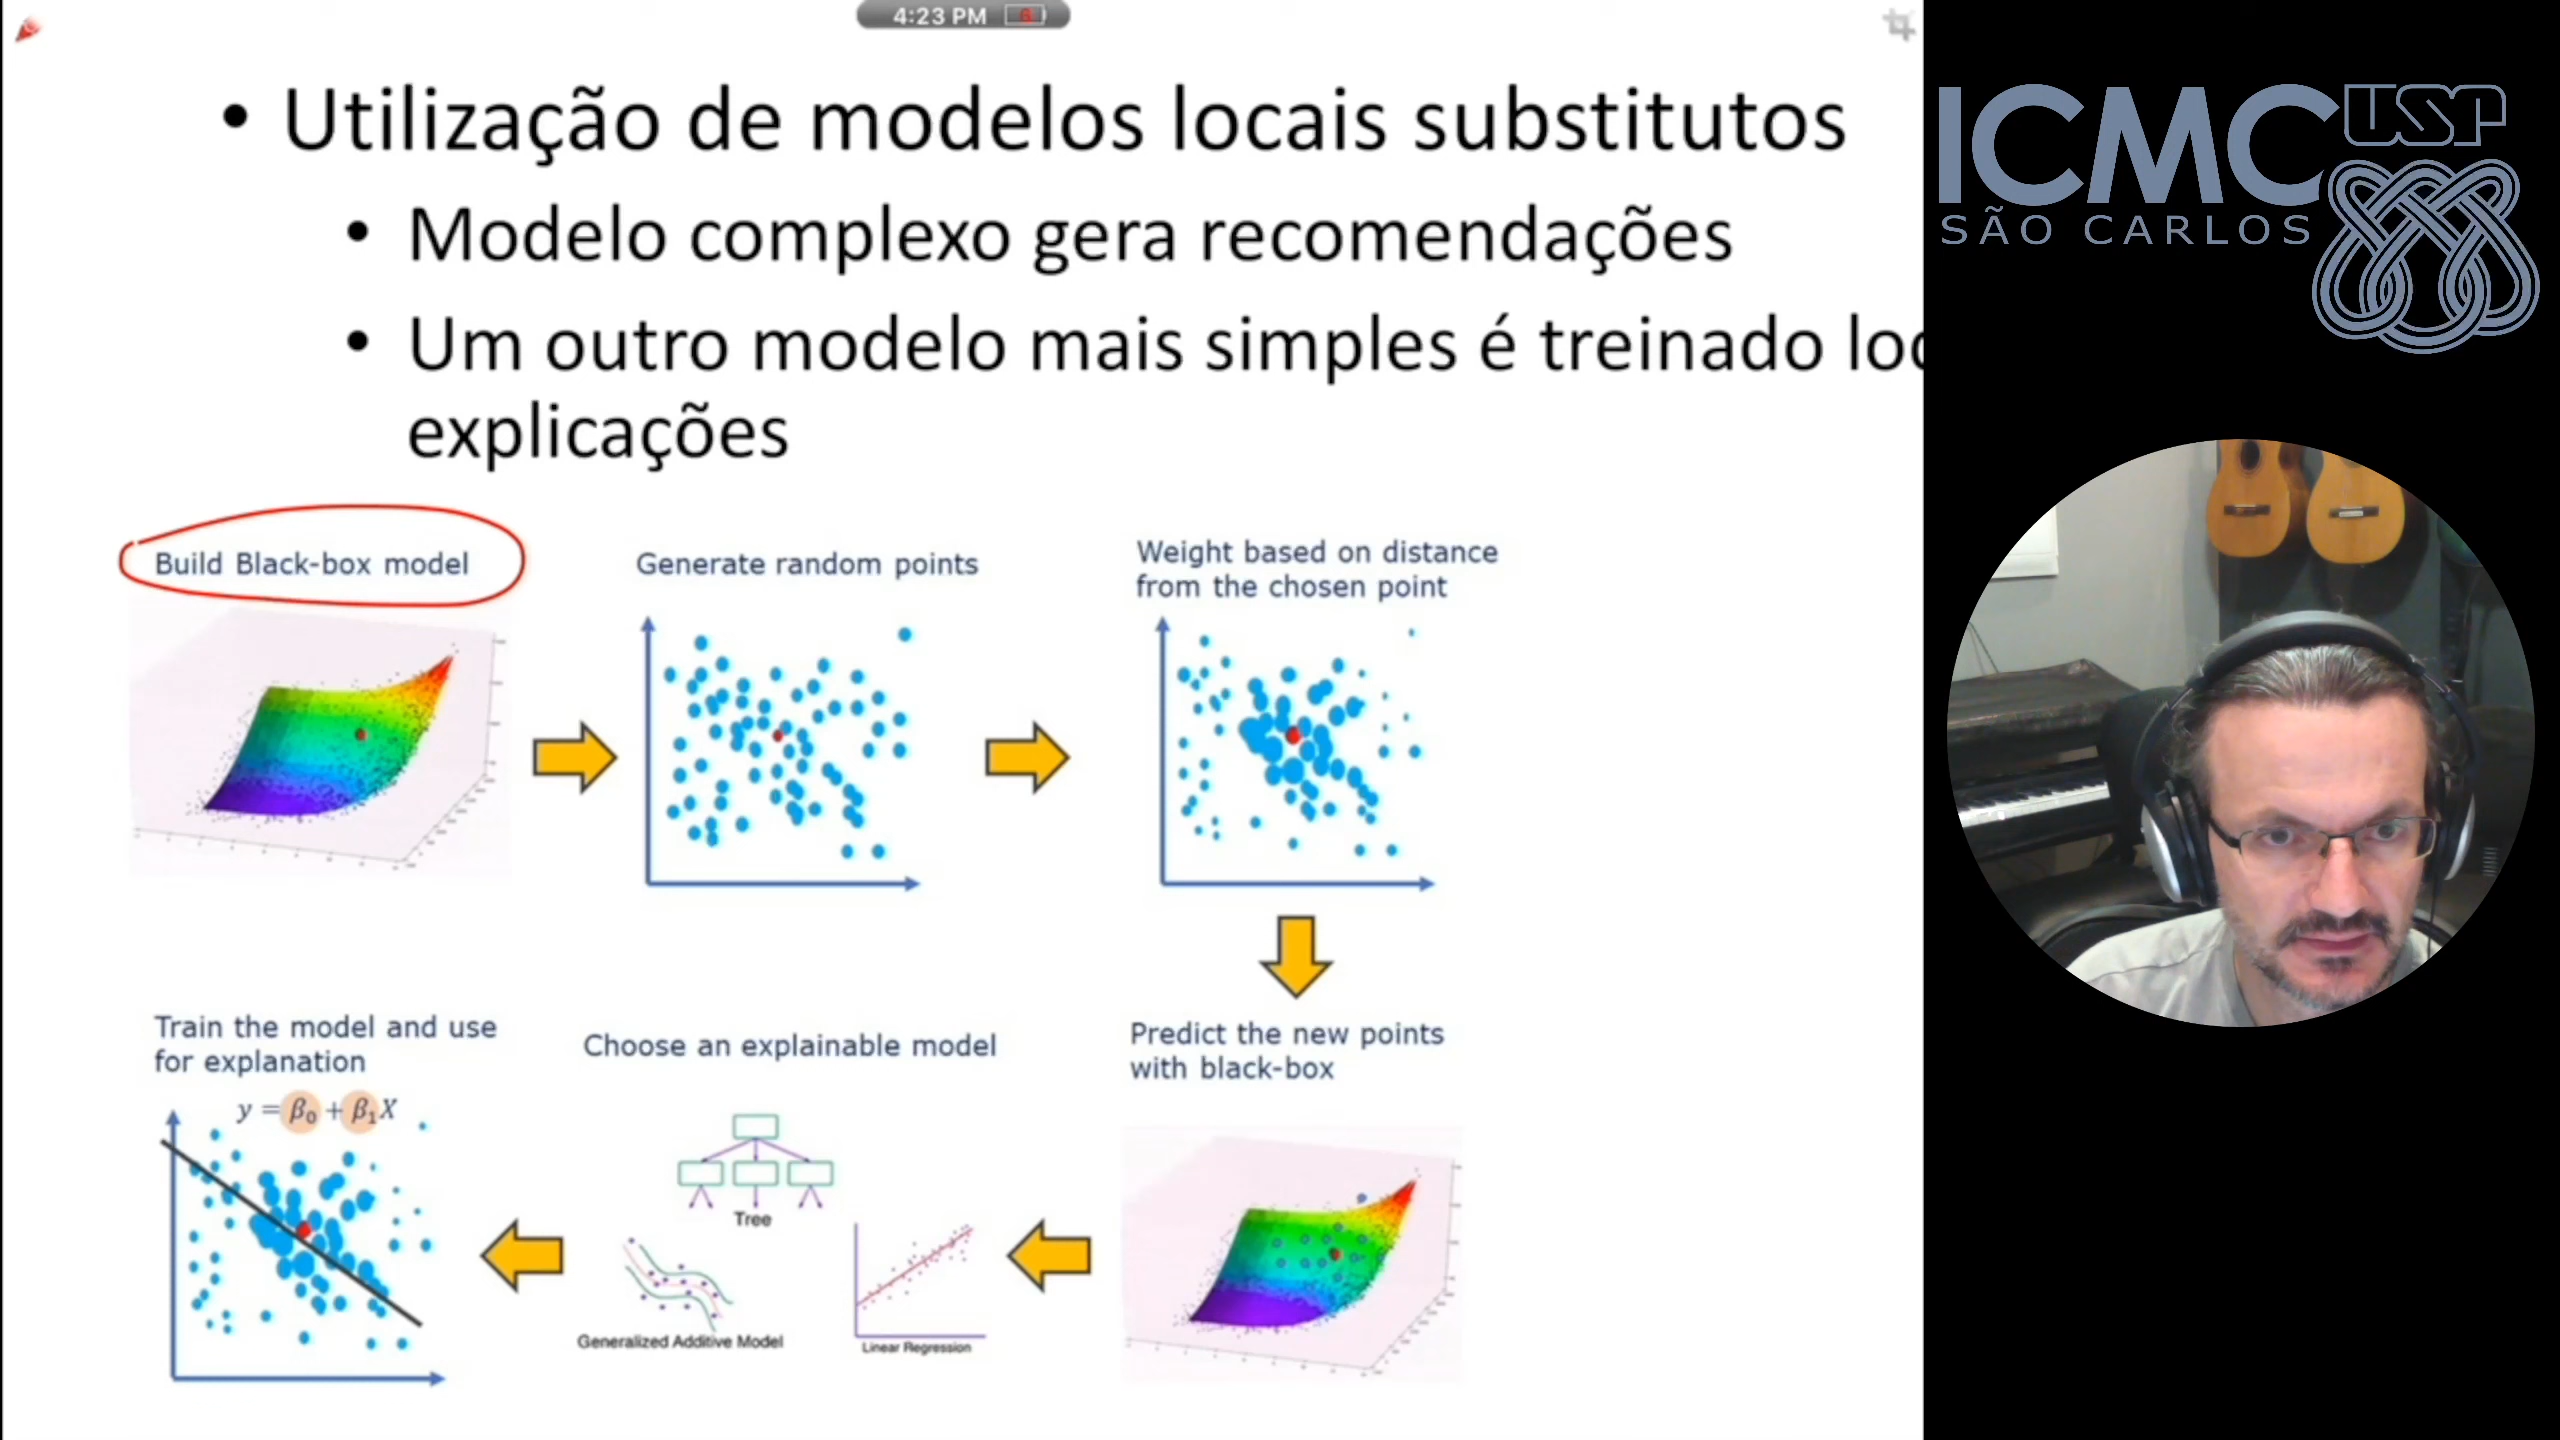 4:23 PM
• Utilização de modelos locais substitutos
• Modelo complexo gera recomendações
• Um outro modelo mais simples é treinado
explicações
Build Black-box model
Generate random points
Weight based on distance
from the chosen point
Train the model and use
for explanation
y = β₀ + β₁X
Choose an explainable model
Tree
Generalized Additive Model
Linear Regression
Predict the new points
with black-box
ICMC USP
SÃO CARLOS